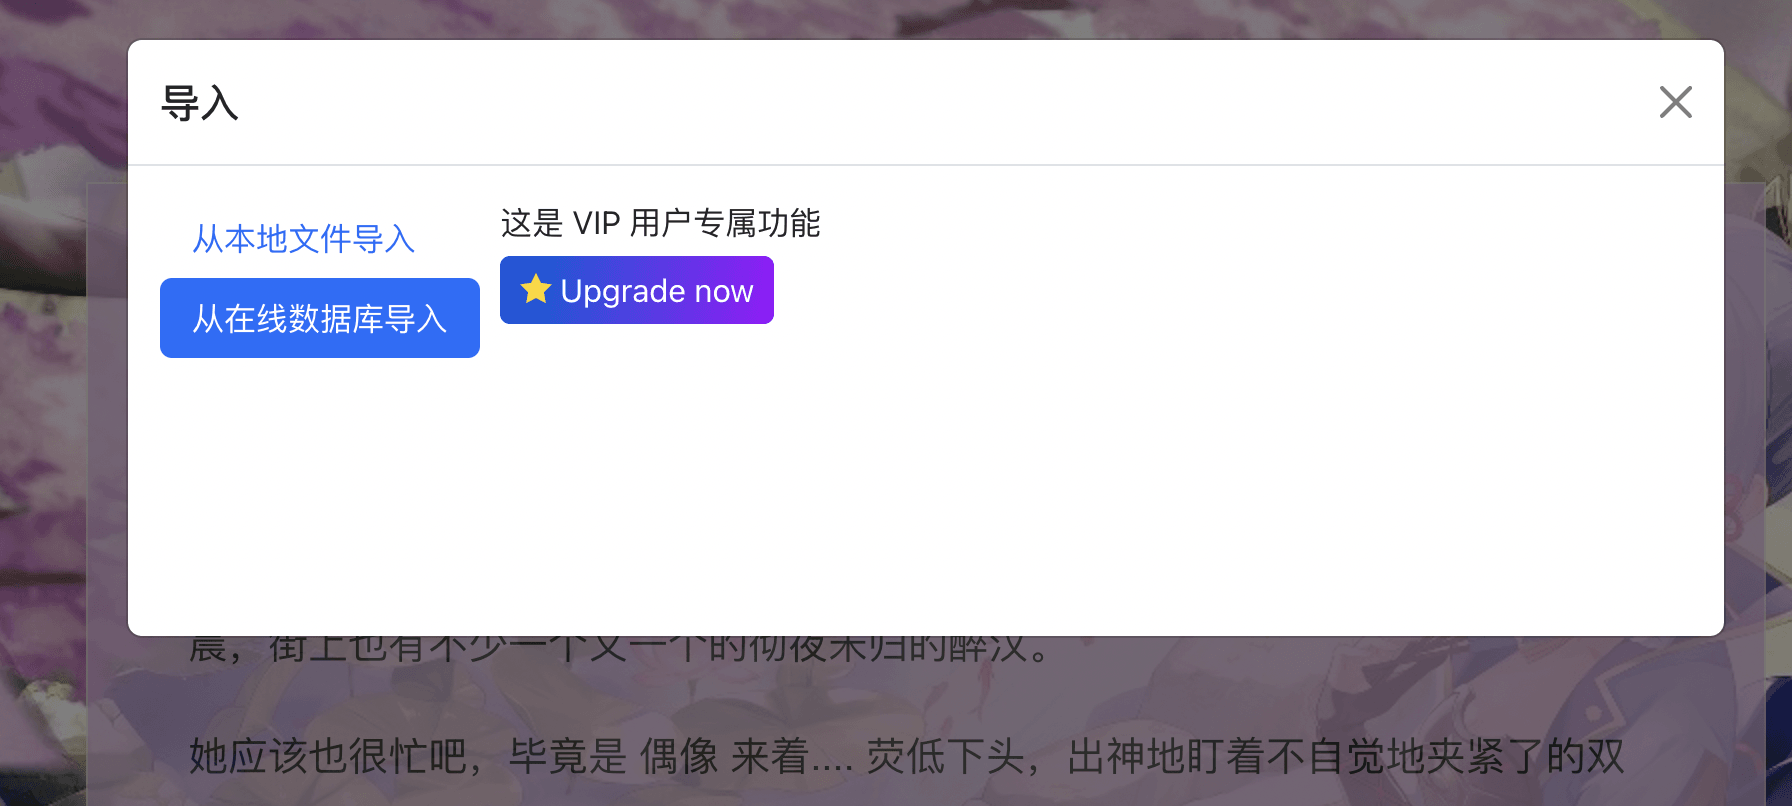 导入
从本地文件导入
从在线数据库导入
这是 VIP 用户专属功能
Upgrade now
晨，街上也有不少一个又一个的彻夜未归的醉汉。
她应该也很忙吧，毕竟是 偶像 来着.... 荧低下头，出神地盯着不自觉地夹紧了的双